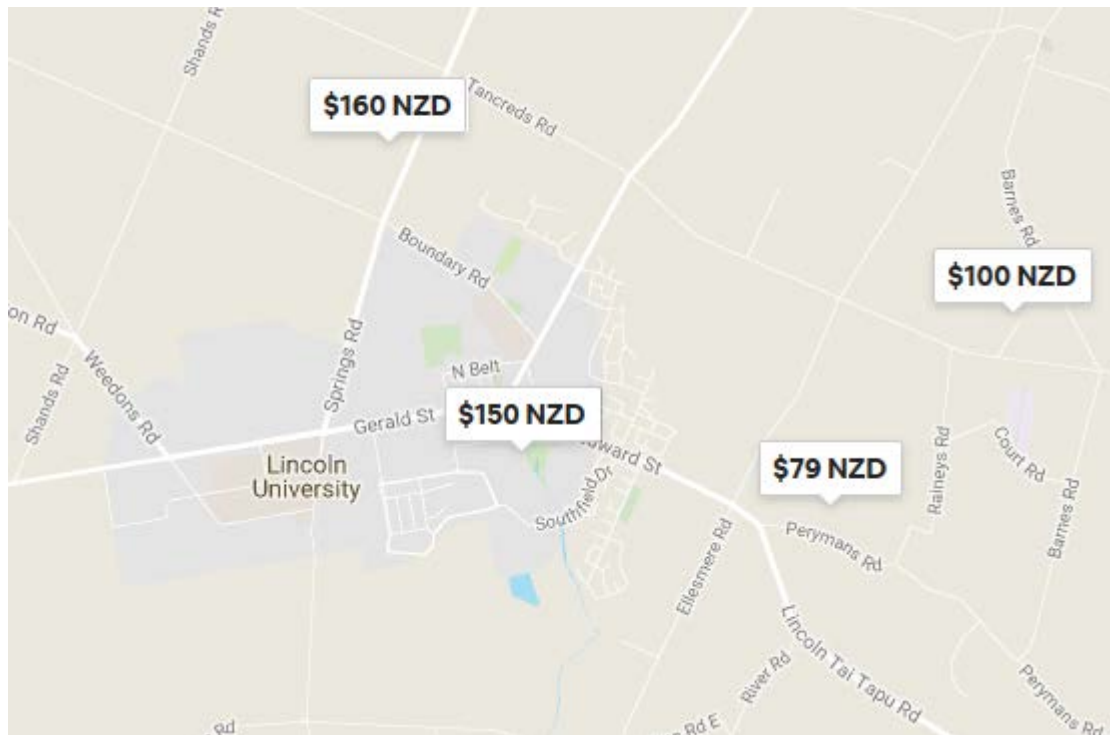 Shands R
$160 NZD
Tancreds Rd
Barnes Rd
Boundary Rd
$100 NZD
on Rd
Springs Rd
Weedons Rd
Shands Rd
N Belt
$150 NZD
Gerald St
dward St
Lincoln
University
$79 NZD
Raineys Rd
Court Rd
Barnes Rd
Southfield Dr
Ellesmere Rd
Perymans Rd
Lincoln Tai Tapu Rd
River Rd
Perymans Rd
Rd
s Rd E